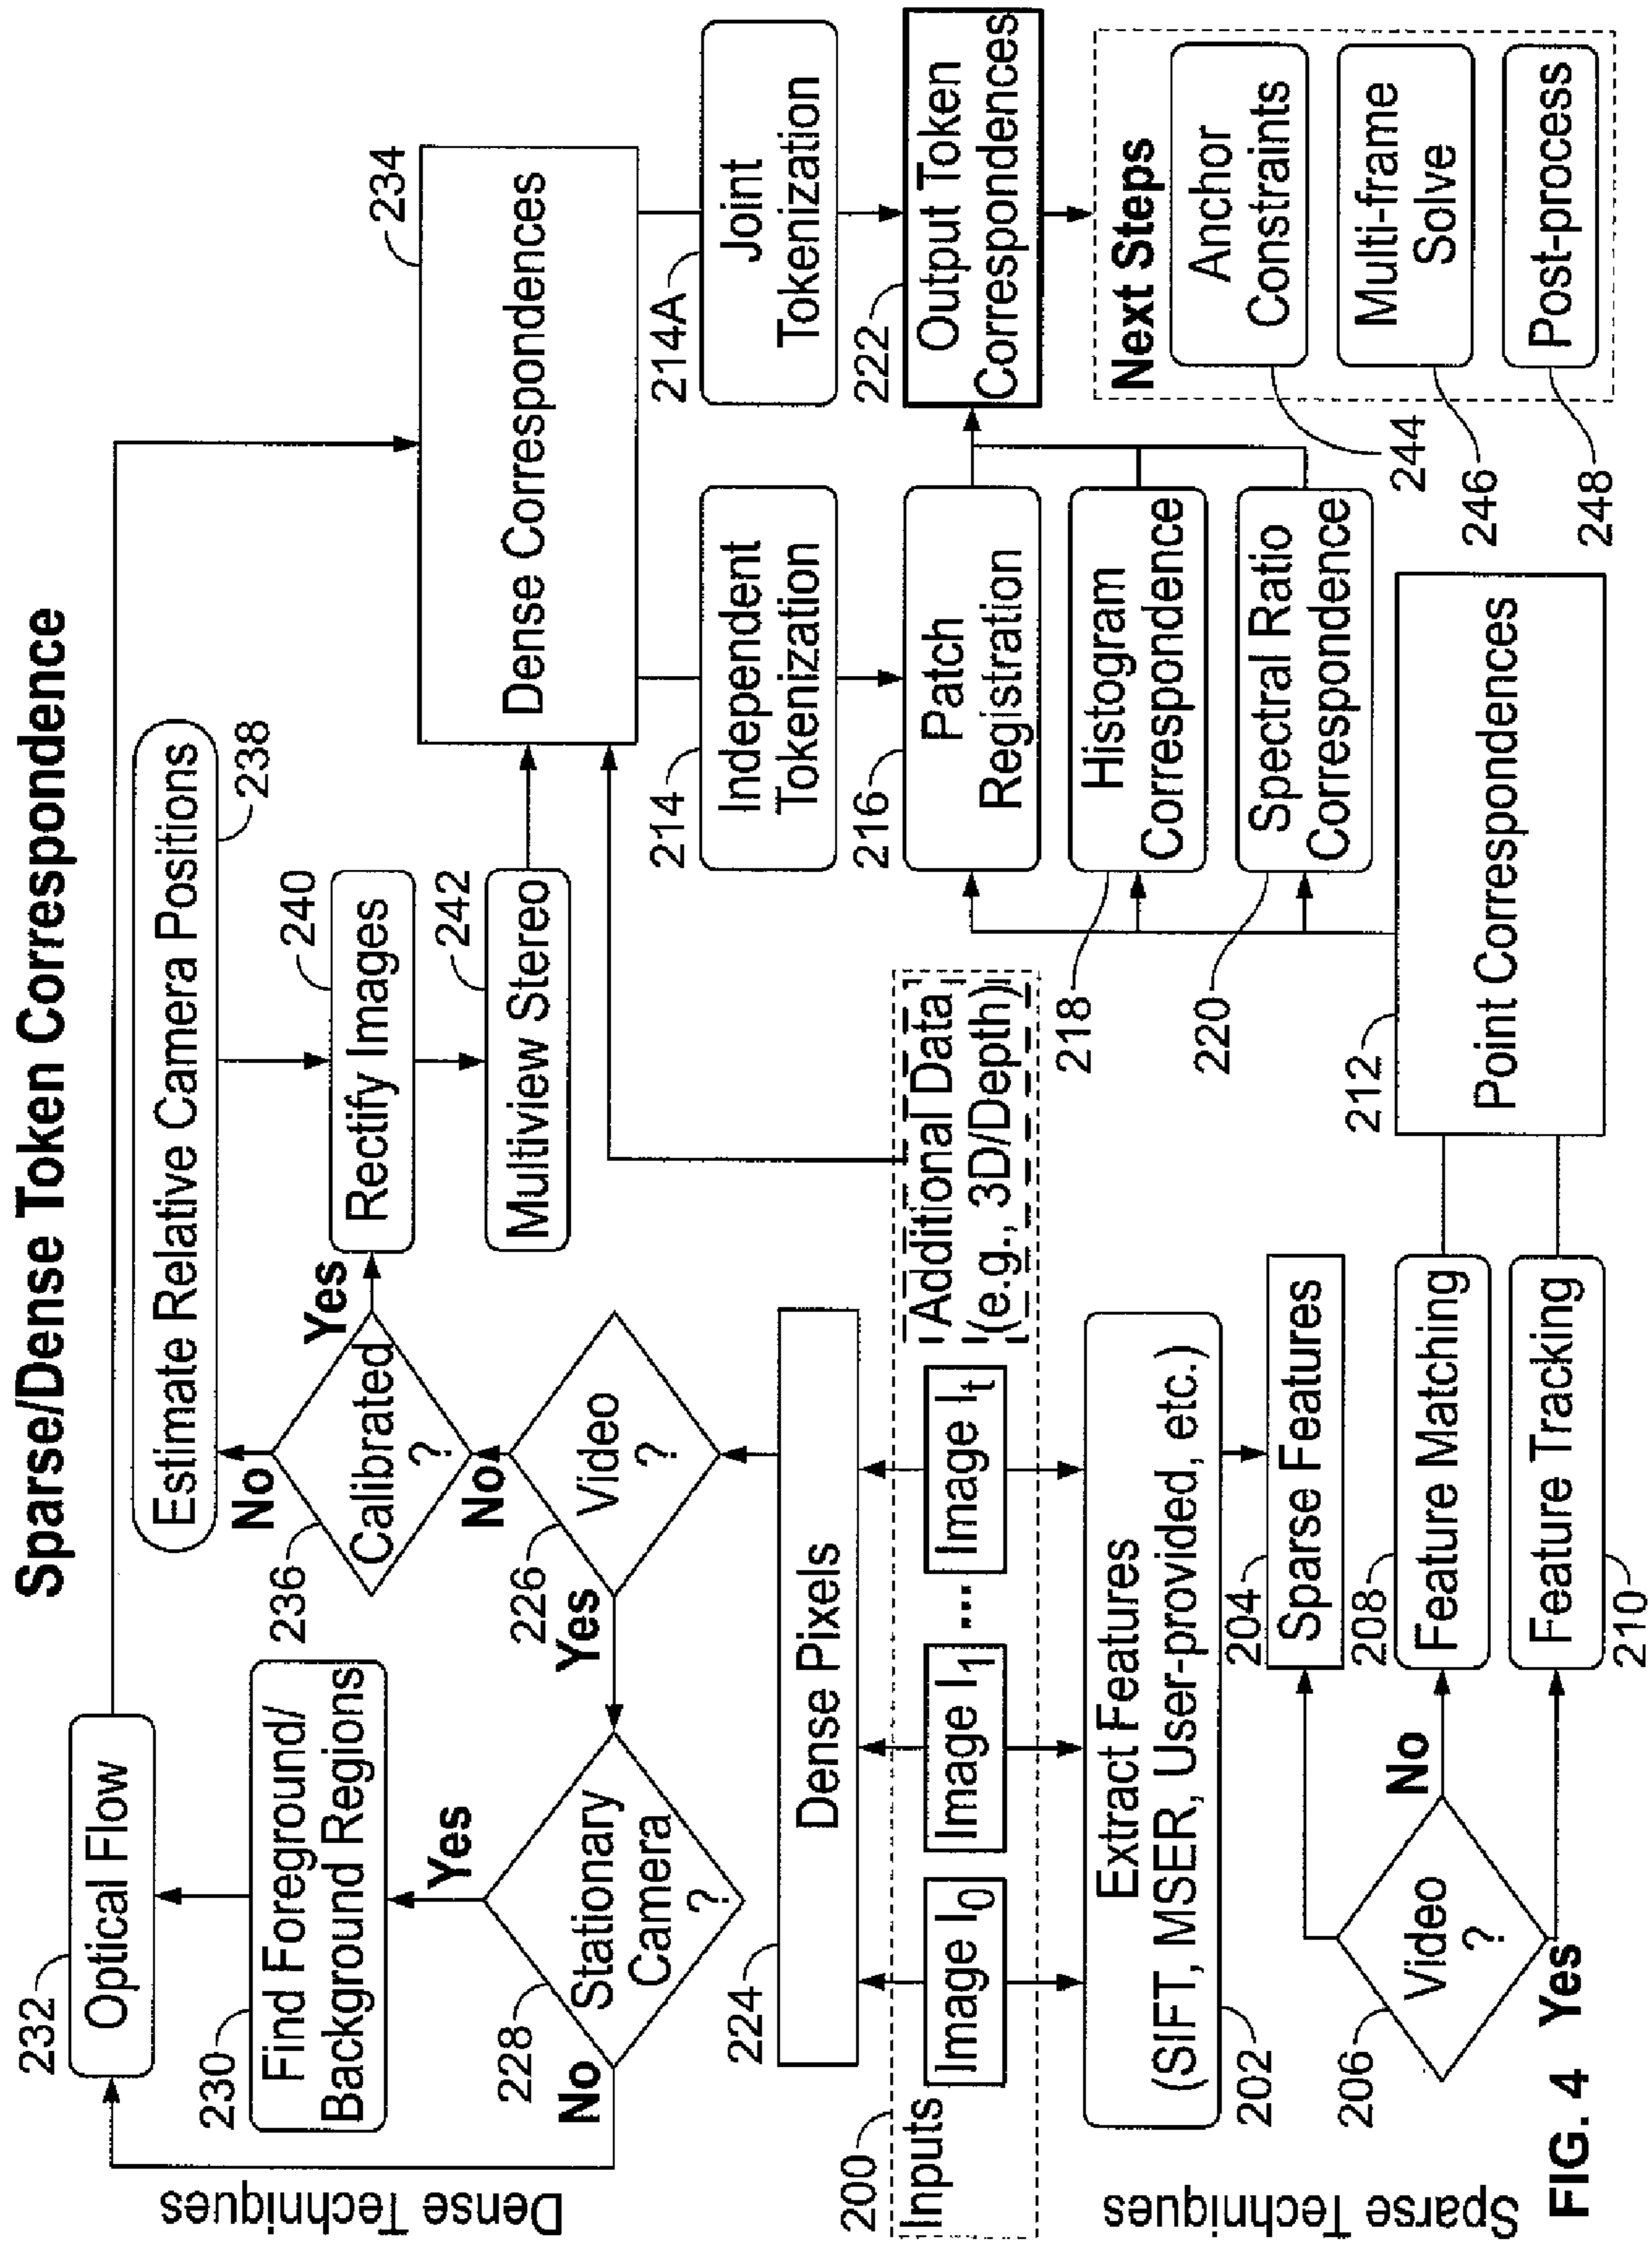 Sparse/Dense Token Correspondence
Dense Techniques
232
Optical Flow
230
Find Foreground/
Background Regions
228
Stationary
Camera
?
Yes
No
Estimate Relative Camera Positions
238
No
236
Calibrated
?
Yes
240
Rectify Images
242
Multiview Stereo
No
226
Video
?
Yes
234
Dense Correspondences
224
Dense Pixels
214
Independent
Tokenization
214A
Joint
Tokenization
200
Inputs
Image I0
Image I1
...
Image It
Additional Data
(e.g., 3D/Depth)
216
Patch
Registration
222
Output Token
Correspondences
218
Histogram
Correspondence
220
Spectral Ratio
Correspondence
Next Steps
Anchor
Constraints
244
Multi-frame
Solve
246
Post-process
248
Sparse Techniques
Extract Features
(SIFT, MSER, User-provided, etc.)
202
204
Sparse Features
206
Video
?
No
Yes
208
Feature Matching
Feature Tracking
210
212
Point Correspondences
FIG. 4